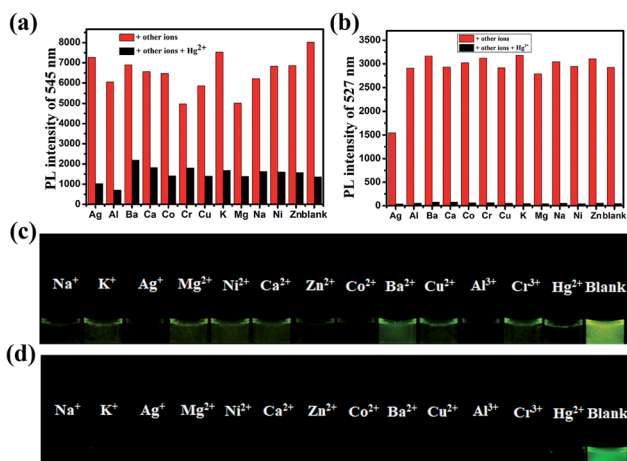 (a)
PL intensity of 545 nm
8000
7000
6000
5000
4000
3000
2000
1000
0
+ other ions
+ other ions + Hg²⁺
Ag Al Ba Ca Co Cr Cu K Mg Na Ni Zn blank
(b)
PL intensity of 527 nm
3500
3000
2500
2000
1500
1000
500
0
+ other ions
+ other ions + Hg²⁺
Ag Al Ba Ca Co Cr Cu K Mg Na Ni Zn blank
(c)
Na⁺ K⁺ Ag⁺ Mg²⁺ Ni²⁺ Ca²⁺ Zn²⁺ Co²⁺ Ba²⁺ Cu²⁺ Al³⁺ Cr³⁺ Hg²⁺ Blank
(d)
Na⁺ K⁺ Ag⁺ Mg²⁺ Ni²⁺ Ca²⁺ Zn²⁺ Co²⁺ Ba²⁺ Cu²⁺ Al³⁺ Cr³⁺ Hg²⁺ Blank